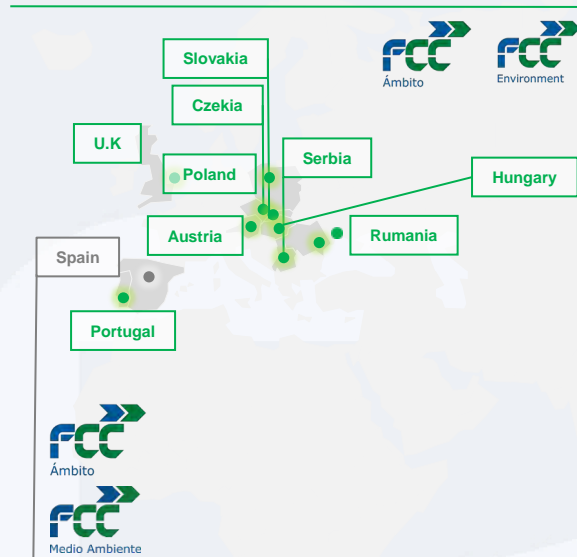 FCC
Ámbito
FCC
Environment
Slovakia
Czekia
U.K
Poland
Serbia
Hungary
Austria
Rumania
Spain
Portugal
FCC
Ámbito
FCC
Medio Ambiente